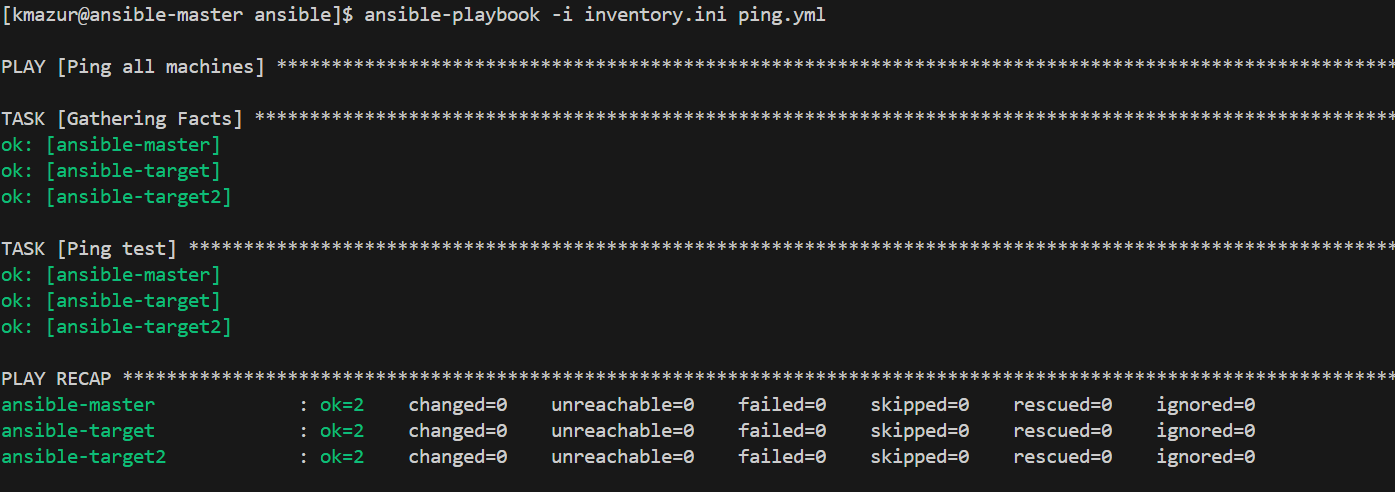 [kmazur@ansible-master ansible]$ ansible-playbook -i inventory.ini ping.yml
PLAY [Ping all machines] ******************************************************************************************************
TASK [Gathering Facts] ********************************************************************************************************
ok: [ansible-master]
ok: [ansible-target]
ok: [ansible-target2]
TASK [Ping test] **************************************************************************************************************
ok: [ansible-master]
ok: [ansible-target]
ok: [ansible-target2]
PLAY RECAP ********************************************************************************************************************
ansible-master             : ok=2    changed=0    unreachable=0    failed=0    skipped=0    rescued=0    ignored=0
ansible-target             : ok=2    changed=0    unreachable=0    failed=0    skipped=0    rescued=0    ignored=0
ansible-target2            : ok=2    changed=0    unreachable=0    failed=0    skipped=0    rescued=0    ignored=0